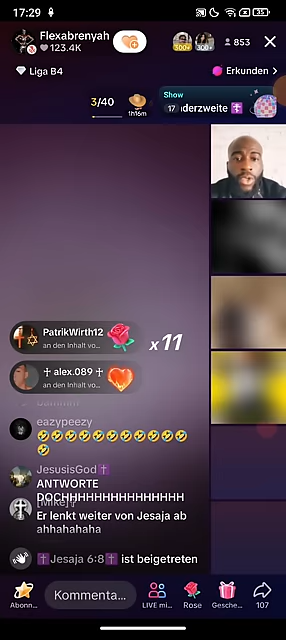 17:29
35
Flexabrenyah
123.4K
300+
300+
853
Liga B4
Erkunden
3/40
1h16m
Show
17
derzweite
PatrikWirth12
an den Inhalt vo...
x11
† alex.089 †
an den Inhalt vo...
eazypeezy
🤣🤣🤣🤣🤣🤣🤣🤣🤣🤣🤣🤣
🤣
JesusisGod✝️
ANTWORTE
DOCHHHHHHHHHHHHHHH
[Mike]✞
Er lenkt weiter von Jesaja ab
ahhahahaha
✝️Jesaja 6:8✝️ ist beigetreten
Abonn...
Kommenta...
LIVE mi...
Rose
Gesche...
107